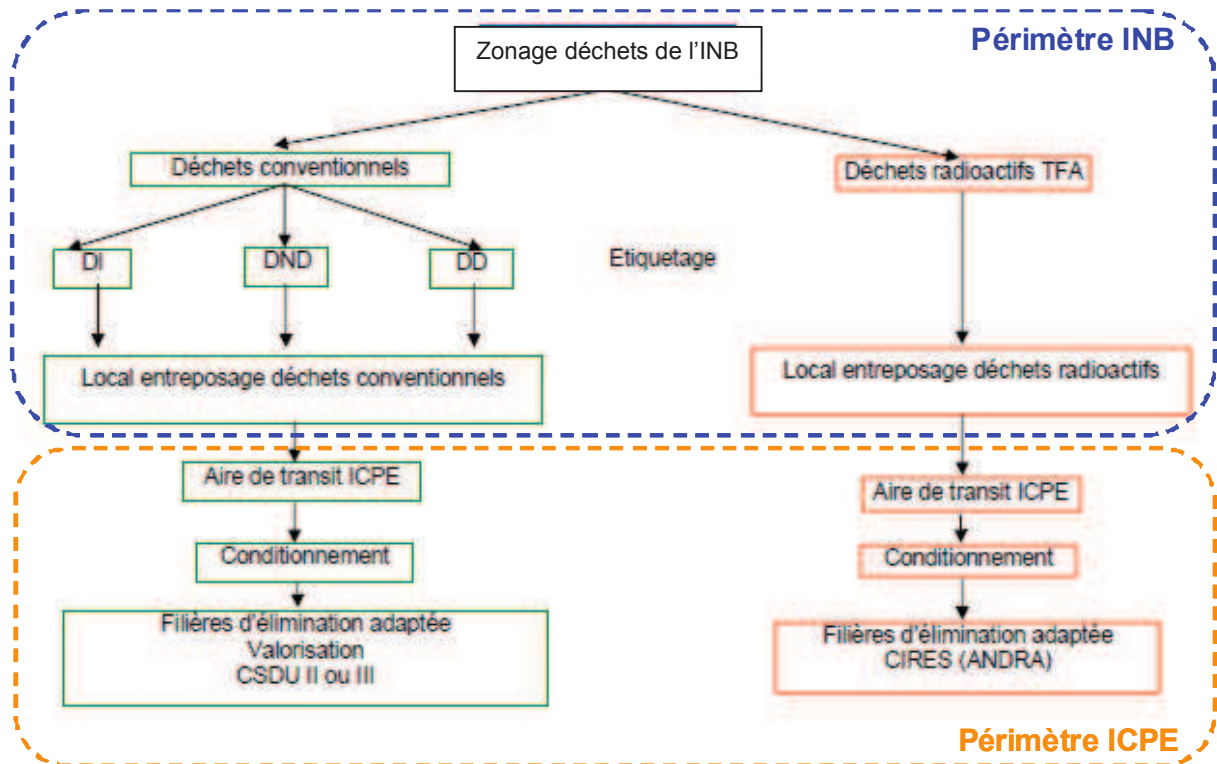 Périmètre INB
Zonage déchets de l'INB
Déchets conventionnels
Déchets radioactifs TFA
DI
DND
DD
Etiquetage
Local entreposage déchets conventionnels
Local entreposage déchets radioactifs
Aire de transit ICPE
Aire de transit ICPE
Conditionnement
Conditionnement
Filières d'élimination adaptée
Valorisation
CSDU II ou III
Filières d'élimination adaptée
CIRES (ANDRA)
Périmètre ICPE